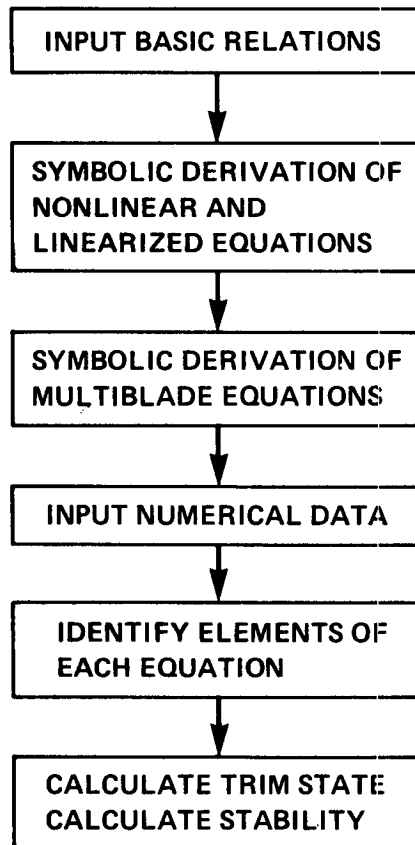 INPUT BASIC RELATIONS
SYMBOLIC DERIVATION OF
NONLINEAR AND
LINEARIZED EQUATIONS
SYMBOLIC DERIVATION OF
MULTIBLADE EQUATIONS
INPUT NUMERICAL DATA
IDENTIFY ELEMENTS OF
EACH EQUATION
CALCULATE TRIM STATE
CALCULATE STABILITY